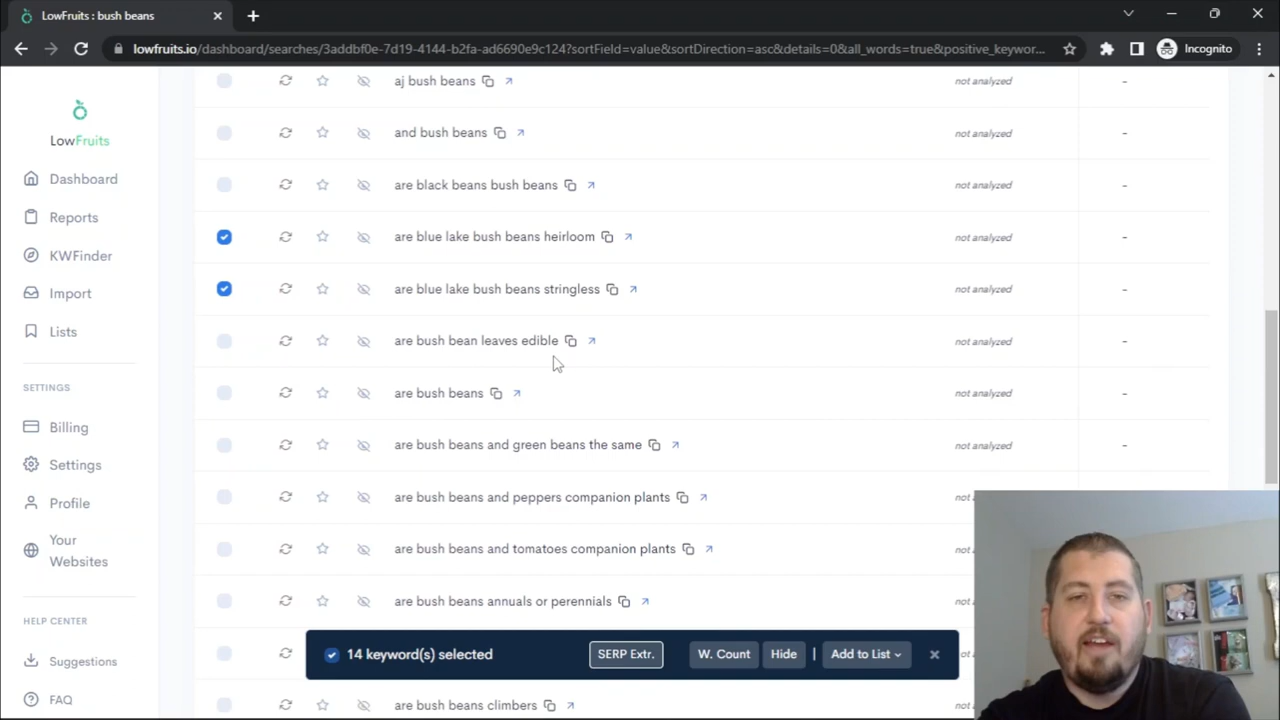 LowFruits : bush beans
lowfruits.io/dashboard/searches/3addbf0e-7d19-4144-b2fa-ad6690e9c124?sortField=value&sortDirection=asc&details=0&all_words=true&positive_keywor...
Incognito
LowFruits
Dashboard
Reports
KWFinder
Import
Lists
SETTINGS
Billing
Settings
Profile
Your
Websites
HELP CENTER
Suggestions
FAQ
aj bush beans not analyzed -
and bush beans not analyzed -
are black beans bush beans not analyzed -
are blue lake bush beans heirloom not analyzed -
are blue lake bush beans stringless not analyzed -
are bush bean leaves edible not analyzed -
are bush beans not analyzed -
are bush beans and green beans the same not analyzed -
are bush beans and peppers companion plants not
are bush beans and tomatoes companion plants
are bush beans annuals or perennials
14 keyword(s) selected SERP Extr. W. Count Hide | Add to List
are bush beans climbers